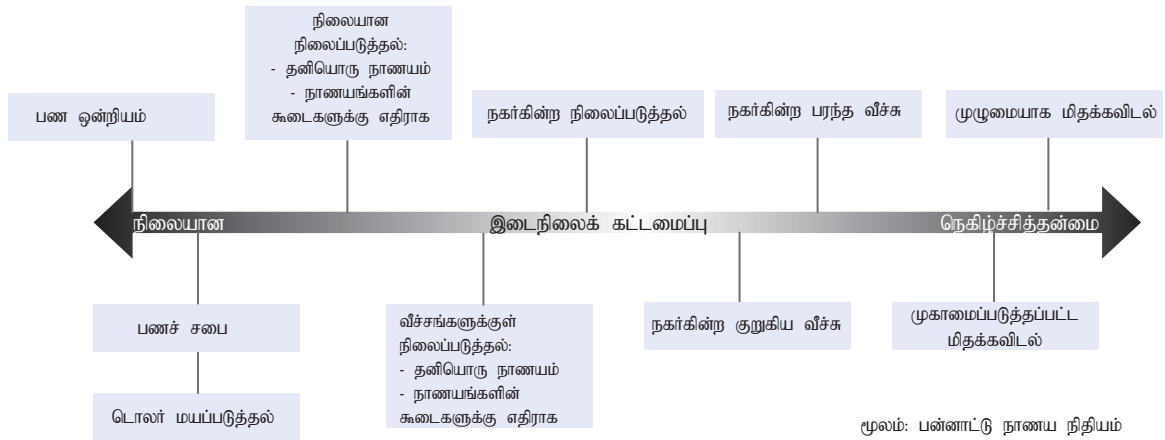 நிலையான
நிலைப்படுத்தல்:
- தனியொரு நாணயம்
- நாணயங்களின்
கூடைகளுக்கு எதிராக
பண ஒன்றியம்
நகர்கின்ற நிலைப்படுத்தல்
நகர்கின்ற பரந்த வீச்சு
முழுமையாக மிதக்கவிடல்
நிலையான
இடைநிலைக் கட்டமைப்பு
நெகிழ்ச்சித்தன்மை
பணச் சபை
டொலர் மயப்படுத்தல்
வீச்சங்களுக்குள்
நிலைப்படுத்தல்:
- தனியொரு நாணயம்
- நாணயங்களின்
கூடைகளுக்கு எதிராக
நகர்கின்ற குறுகிய வீச்சு
முகாமைப்படுத்தப்பட்ட
மிதக்கவிடல்
மூலம்: பன்னாட்டு நாணய நிதியம்